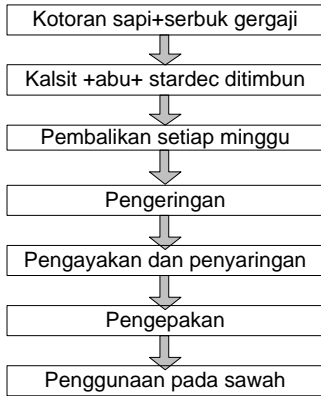 Kotoran sapi+serbuk gergaji
Kalsit +abu+ stardec ditimbun
Pembalikan setiap minggu
Pengeringan
Pengayakan dan penyaringan
Pengepakan
Penggunaan pada sawah